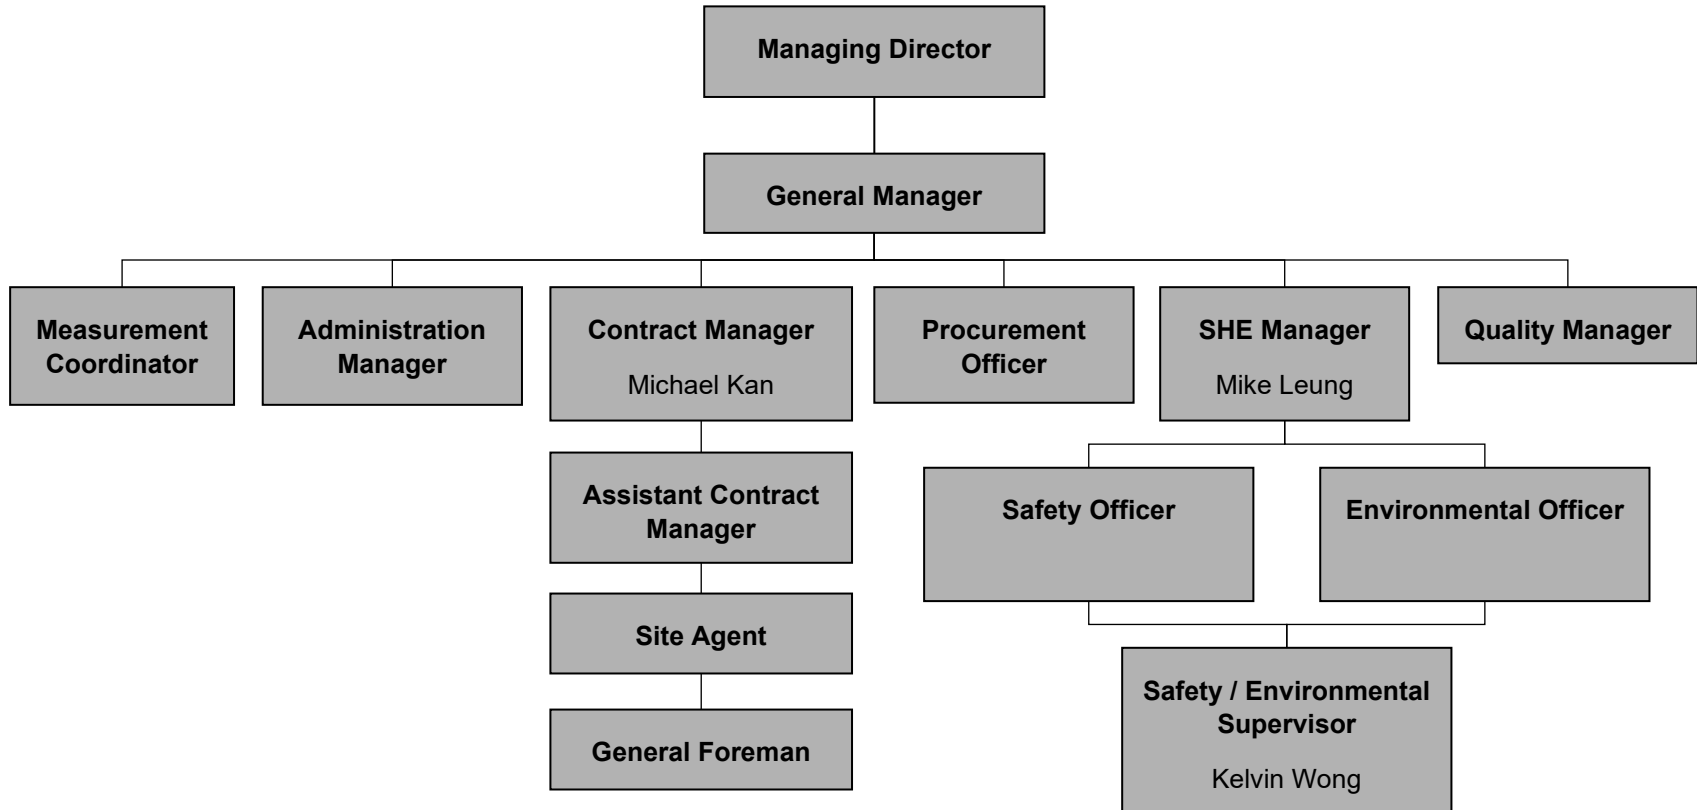 Managing Director
General Manager
Measurement
Coordinator
Administration
Manager
Contract Manager
Michael Kan
Procurement
Officer
SHE Manager
Mike Leung
Quality Manager
Assistant Contract
Manager
Safety Officer
Environmental Officer
Site Agent
Safety / Environmental
Supervisor
Kelvin Wong
General Foreman